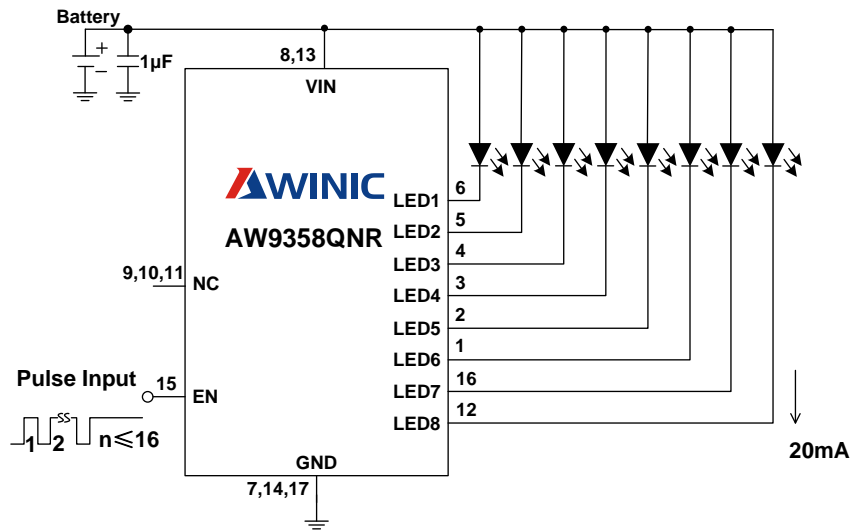 Battery
+
−
1µF
8,13
VIN
AWINIC
AW9358QNR
LED1 6
LED2 5
LED3 4
9,10,11 NC
LED4 3
LED5 2
LED6 1
Pulse Input
15 EN
LED7 16
LED8 12
1 2 n≤16
20mA
GND
7,14,17